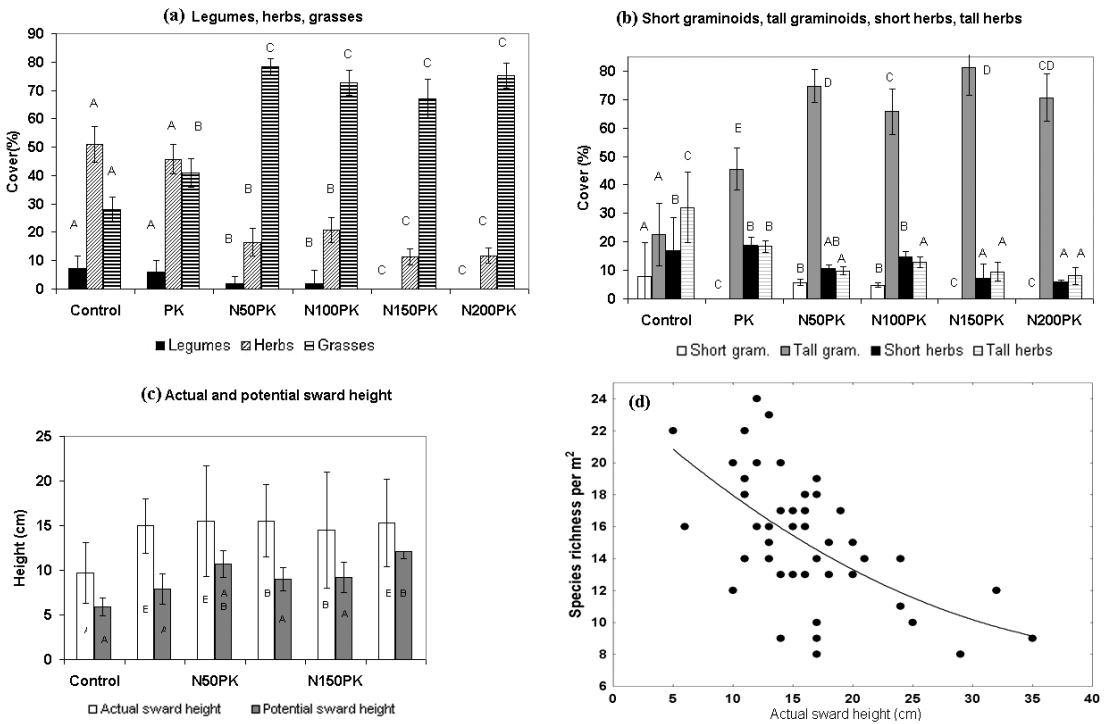 (a) Legumes, herbs, grasses
Cover(%)
90
80
70
60
50
40
30
20
10
0
A A A
A A B
B B C
B B C
C C C
C C C
Control PK N50PK N100PK N150PK N200PK
Legumes Herbs Grasses
(b) Short graminoids, tall graminoids, short herbs, tall herbs
Cover (%)
80
70
60
50
40
30
20
10
0
A A B C
C E B B
B D AB A
B C B A
C D A A
C CD A A
Control PK N50PK N100PK N150PK N200PK
Short gram. Tall gram. Short herbs Tall herbs
(c) Actual and potential sward height
Height (cm)
25
20
15
10
5
0
A
E A
E A
B
B A
B A
E B
Control N50PK N150PK
Actual sward height Potential sward height
(d)
Species richness per m2
24
22
20
18
16
14
12
10
8
6
0 5 10 15 20 25 30 35 40
Actual sward height (cm)